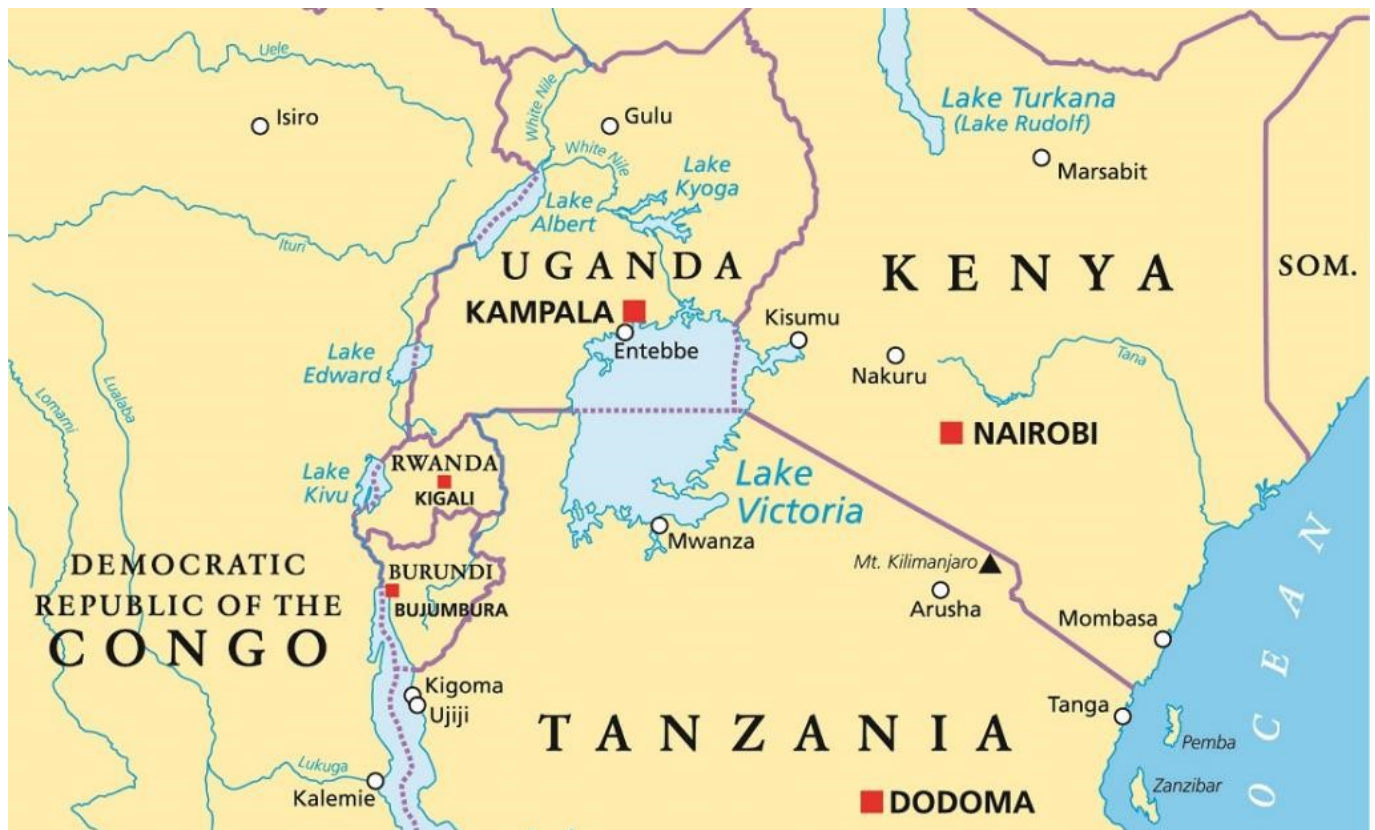 Uele
Isiro
White Nile
Gulu
White Nile
Lake Turkana
(Lake Rudolf)
Marsabit
Lake
Kyoga
Lake
Albert
Ituri
UGANDA
KENYA
SOM.
KAMPALA
Entebbe
Kisumu
Nakuru
Tana
Lake
Edward
Lomami
Lualaba
NAIROBI
RWANDA
KIGALI
Lake
Kivu
Lake
Victoria
Mwanza
DEMOCRATIC
REPUBLIC OF THE
CONGO
BURUNDI
BUJUMBURA
Mt. Kilimanjaro
Arusha
Mombasa
OCEAN
Kigoma
Ujiji
TANZANIA
Tanga
Pemba
Zanzibar
Lukuga
Kalemie
DODOMA